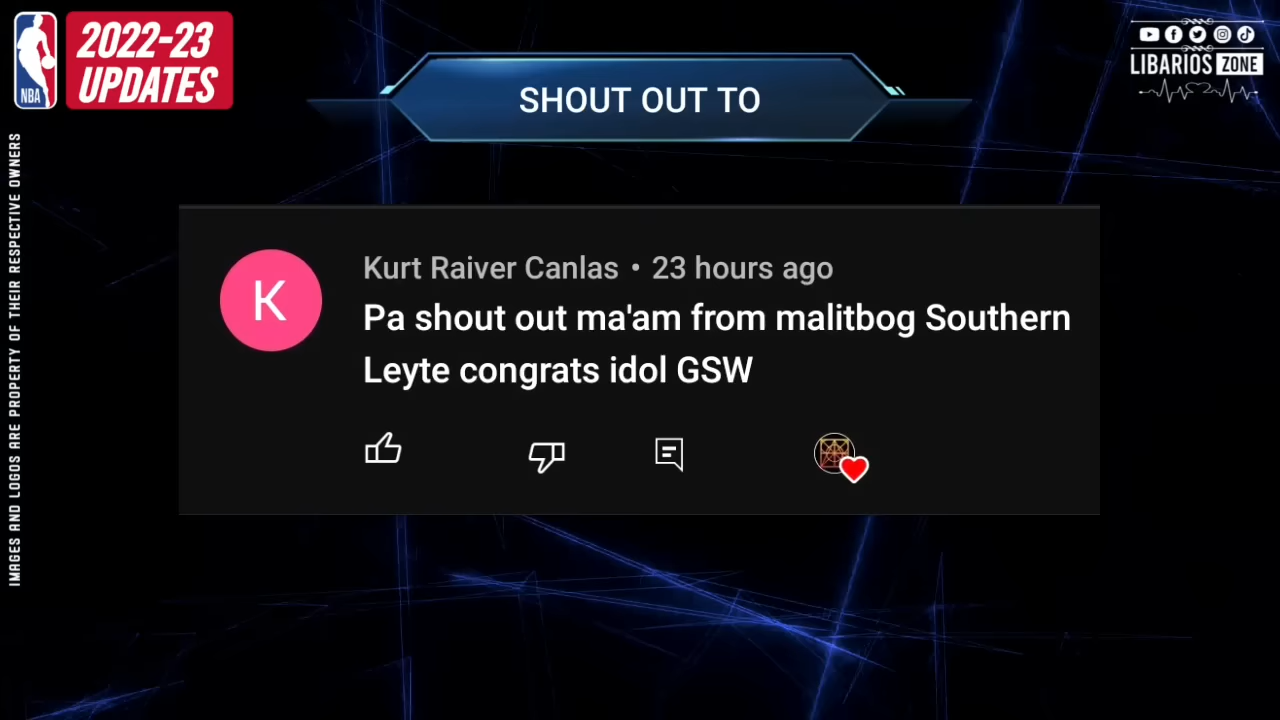 2022-23
UPDATES
NBA
LIBARIOS ZONE
SHOUT OUT TO
IMAGES AND LOGOS ARE PROPERTY OF THEIR RESPECTIVE OWNERS
K
Kurt Raiver Canlas • 23 hours ago
Pa shout out ma'am from malitbog Southern
Leyte congrats idol GSW